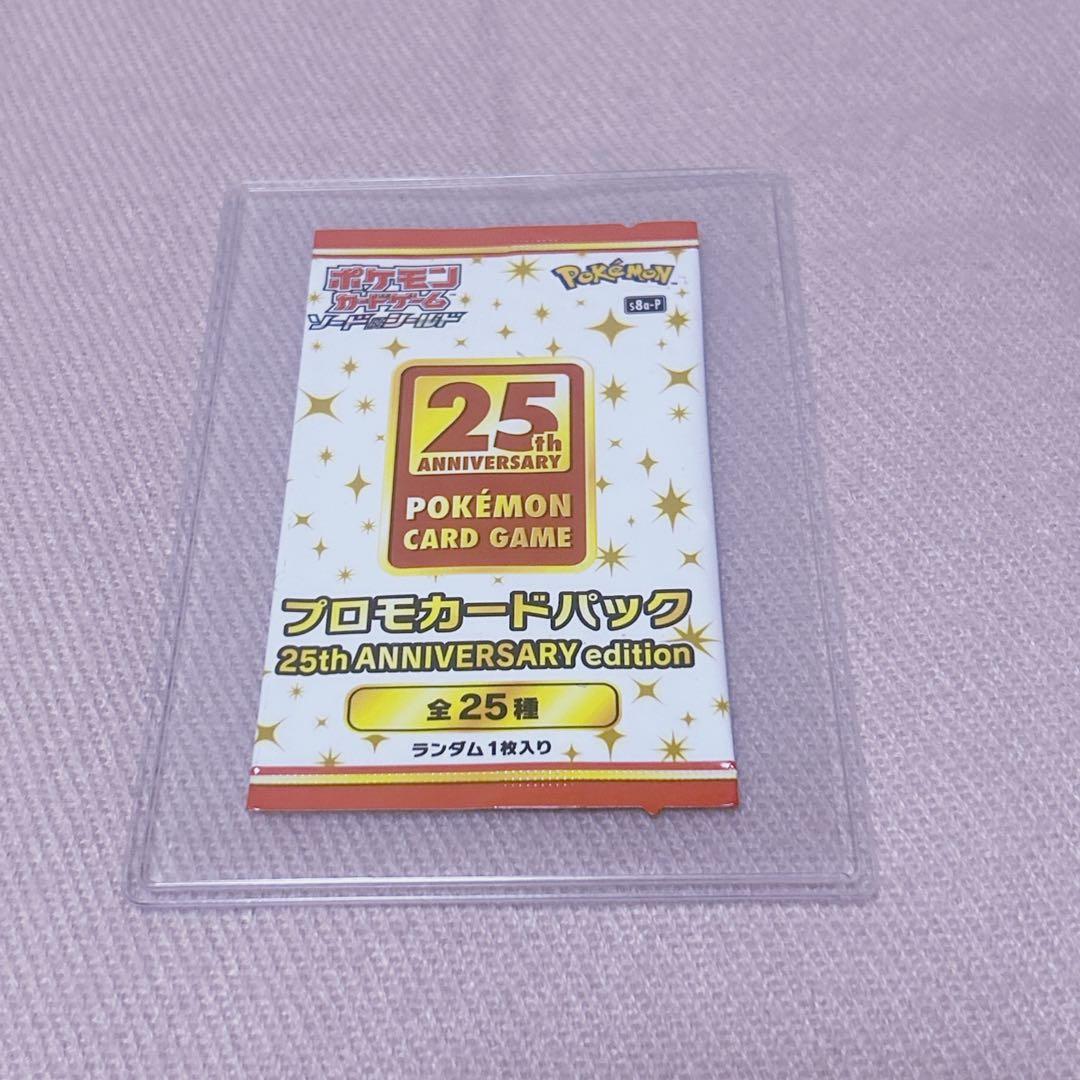 ポケモン
カードゲーム
ソード&シールド
POKÉMON
s8a-P
25th
ANNIVERSARY
POKÉMON
CARD GAME
プロモカードパック
25th ANNIVERSARY edition
全25種
ランダム1枚入り